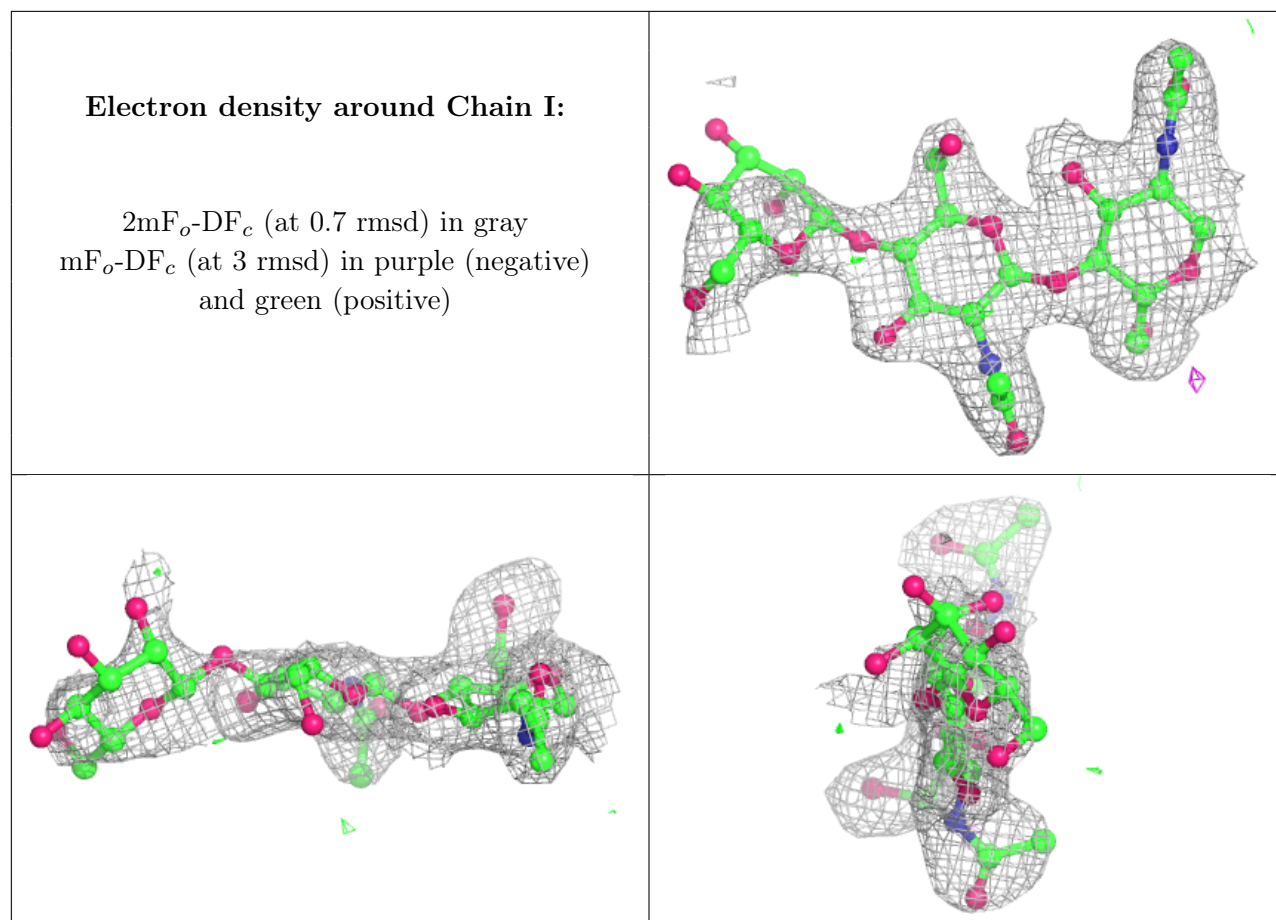 Electron density around Chain I:
2mFo-DFc (at 0.7 rmsd) in gray
mFo-DFc (at 3 rmsd) in purple (negative)
and green (positive)